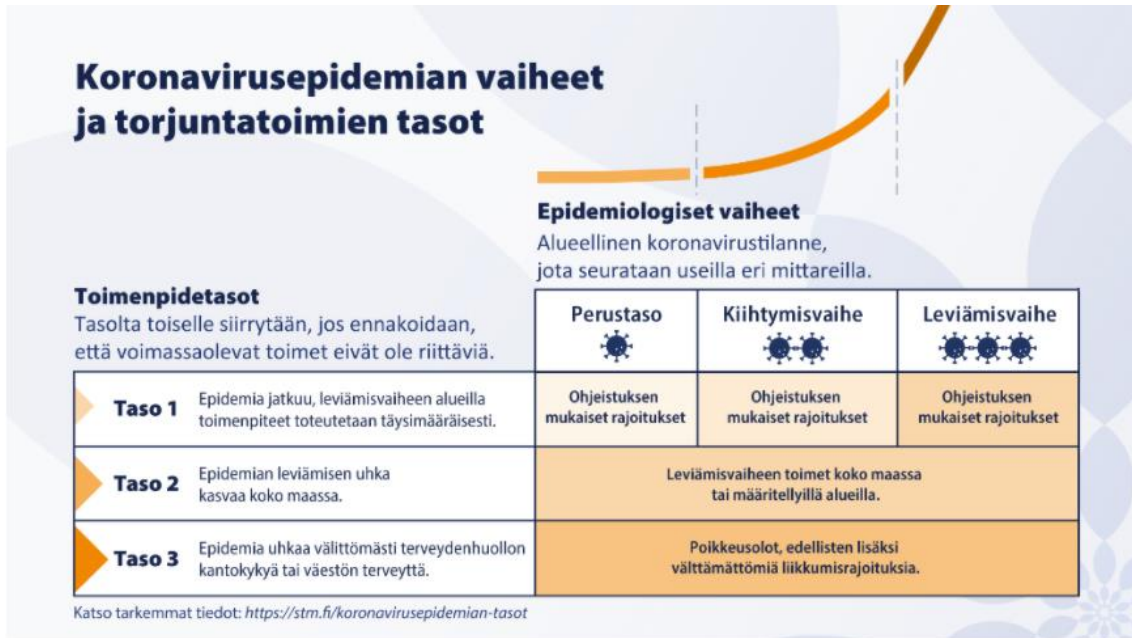 Koronavirusepidemian vaiheet
ja torjuntatoimien tasot
Epidemiologiset vaiheet
Alueellinen koronavirustilanne,
jota seurataan useilla eri mittareilla.
Toimenpidetasot
Tasolta toiselle siirrytään, jos ennakoidaan,
että voimassaolevat toimet eivät ole riittäviä.
Perustaso
Kiihtymisvaihe
Leviämisvaihe
Taso 1
Epidemia jatkuu, leviämisvaiheen alueilla
toimenpiteet toteutetaan täysimääräisesti.
Ohjeistuksen
mukaiset rajoitukset
Ohjeistuksen
mukaiset rajoitukset
Ohjeistuksen
mukaiset rajoitukset
Taso 2
Epidemian leviämisen uhka
kasvaa koko maassa.
Leviämisvaiheen toimet koko maassa
tai määritellyillä alueilla.
Taso 3
Epidemia uhkaa välittömästi terveydenhuollon
kantokykyä tai väestön terveyttä.
Poikkeusolot, edellisten lisäksi
välttämättömiä liikkumisrajoituksia.
Katso tarkemmat tiedot: https://stm.fi/koronavirusepidemian-tasot